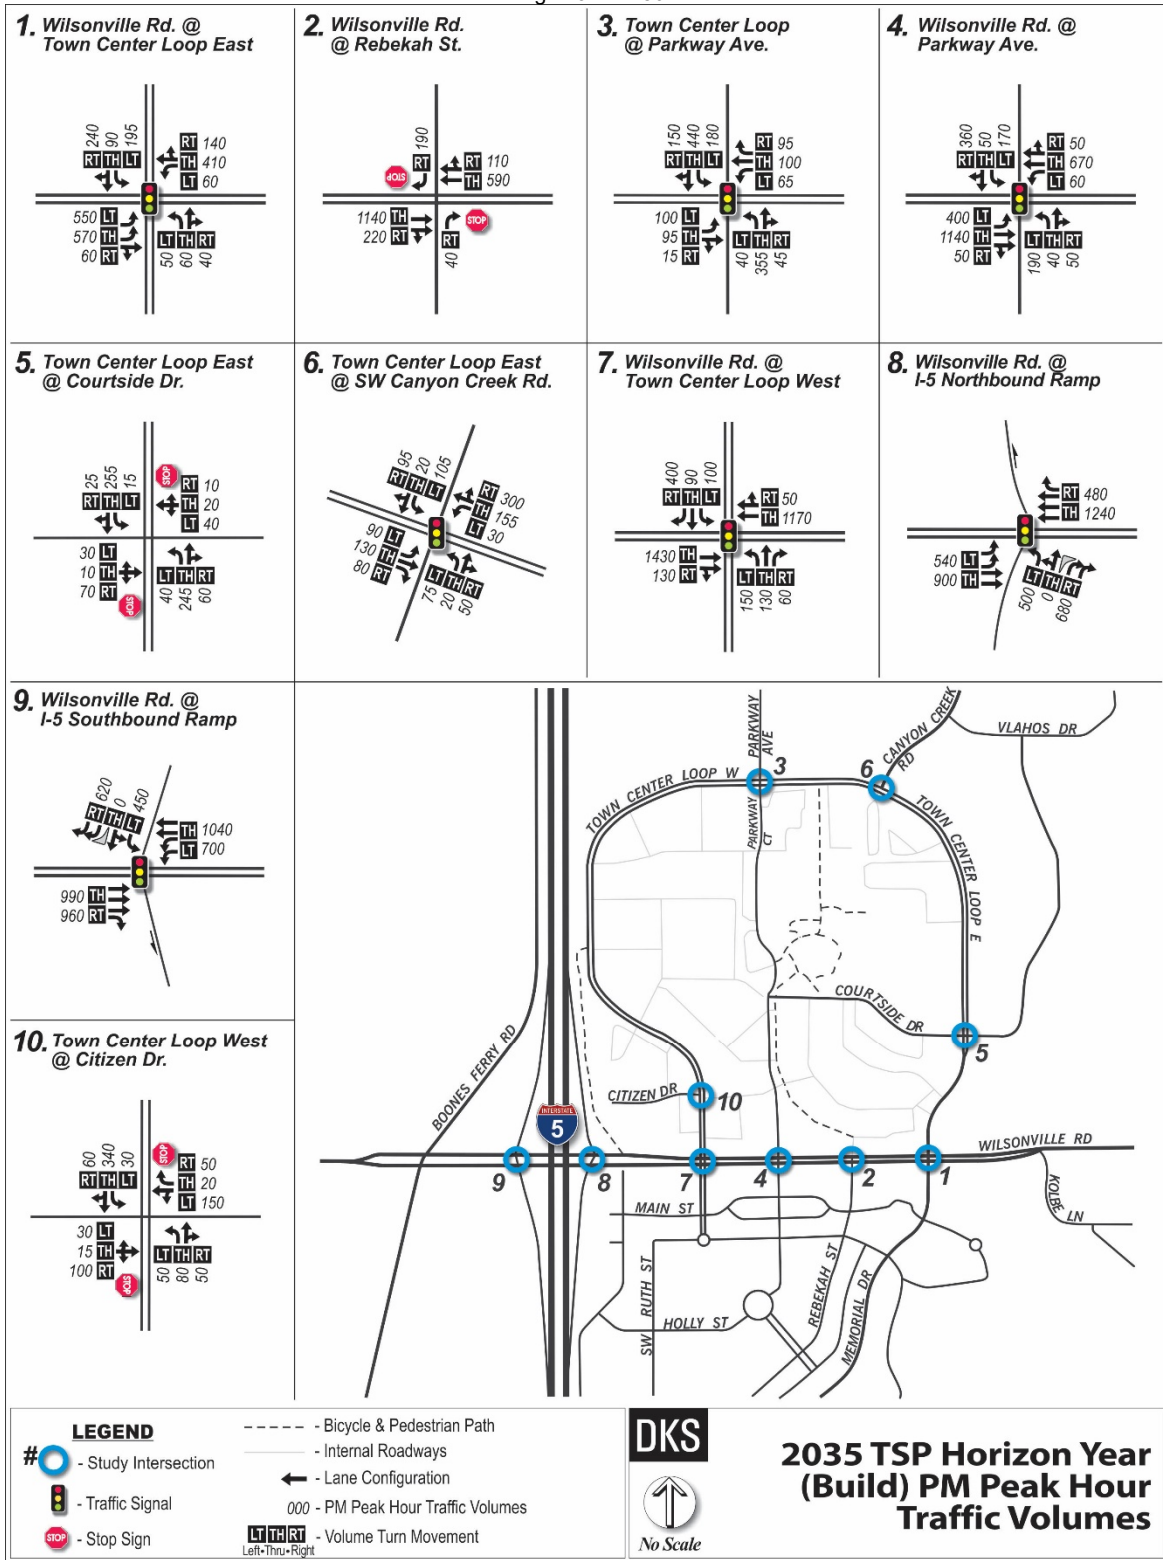 1. Wilsonville Rd. @
Town Center Loop East
240 90 195
RT TH LT
RT 140
TH 410
LT 60
550 LT
570 TH
60 RT
LT TH RT
50 60 40
2. Wilsonville Rd.
@ Rebekah St.
190
RT
STOP
RT 110
TH 590
1140 TH
220 RT
RT
40
STOP
3. Town Center Loop
@ Parkway Ave.
150 440 180
RT TH LT
RT 95
TH 100
LT 65
100 LT
95 TH
15 RT
LT TH RT
40 355 45
4. Wilsonville Rd. @
Parkway Ave.
360 50 170
RT TH LT
RT 50
TH 670
LT 60
400 LT
1140 TH
50 RT
LT TH RT
190 40 50
5. Town Center Loop East
@ Courtside Dr.
25 255 15
RT TH LT
STOP
RT 10
TH 20
LT 40
30 LT
10 TH
70 RT
STOP
LT TH RT
40 245 60
6. Town Center Loop East
@ SW Canyon Creek Rd.
95 20 105
RT TH LT
RT 300
TH 155
LT 30
90 LT
130 TH
80 RT
LT TH RT
75 20 50
7. Wilsonville Rd. @
Town Center Loop West
400 90 100
RT TH LT
RT 50
TH 1170
1430 TH
130 RT
LT TH RT
150 130 60
8. Wilsonville Rd. @
I-5 Northbound Ramp
RT 480
TH 1240
540 LT
900 TH
LT TH RT
500 0 680
9. Wilsonville Rd. @
I-5 Southbound Ramp
620 0 450
RT TH LT
TH 1040
LT 700
990 TH
960 RT
10. Town Center Loop West
@ Citizen Dr.
60 340 30
RT TH LT
STOP
RT 50
TH 20
LT 150
30 LT
15 TH
100 RT
STOP
LT TH RT
50 80 50
PARKWAY AVE
CANYON CREEK RD
VLAHOS DR
3
6
TOWN CENTER LOOP W
PARKWAY CT
TOWN CENTER LOOP E
COURTSIDE DR
5
BOONES FERRY RD
CITIZEN DR
10
INTERSTATE
5
WILSONVILLE RD
9
8
7
4
2
1
MAIN ST
KOLBE LN
SW RUTH ST
REBEKAH ST
MEMORIAL DR
HOLLY ST
LEGEND
# - Study Intersection
- Traffic Signal
STOP - Stop Sign
- Bicycle & Pedestrian Path
- Internal Roadways
- Lane Configuration
000 - PM Peak Hour Traffic Volumes
LT TH RT - Volume Turn Movement
Left•Thru•Right
DKS
No Scale
2035 TSP Horizon Year
(Build) PM Peak Hour
Traffic Volumes